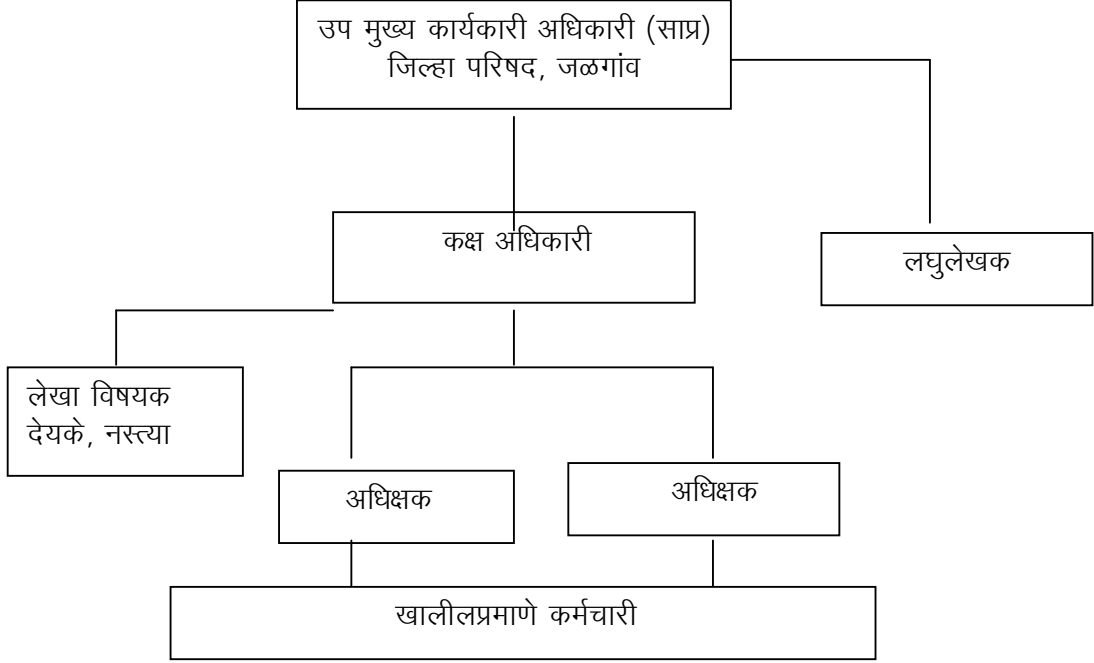 उप मुख्य कार्यकारी अधिकारी (साप्र)
जिल्हा परिषद, जळगांव
कक्ष अधिकारी
लघुलेखक
लेखा विषयक
देयके, नस्त्या
अधिक्षक
अधिक्षक
खालीलप्रमाणे कर्मचारी